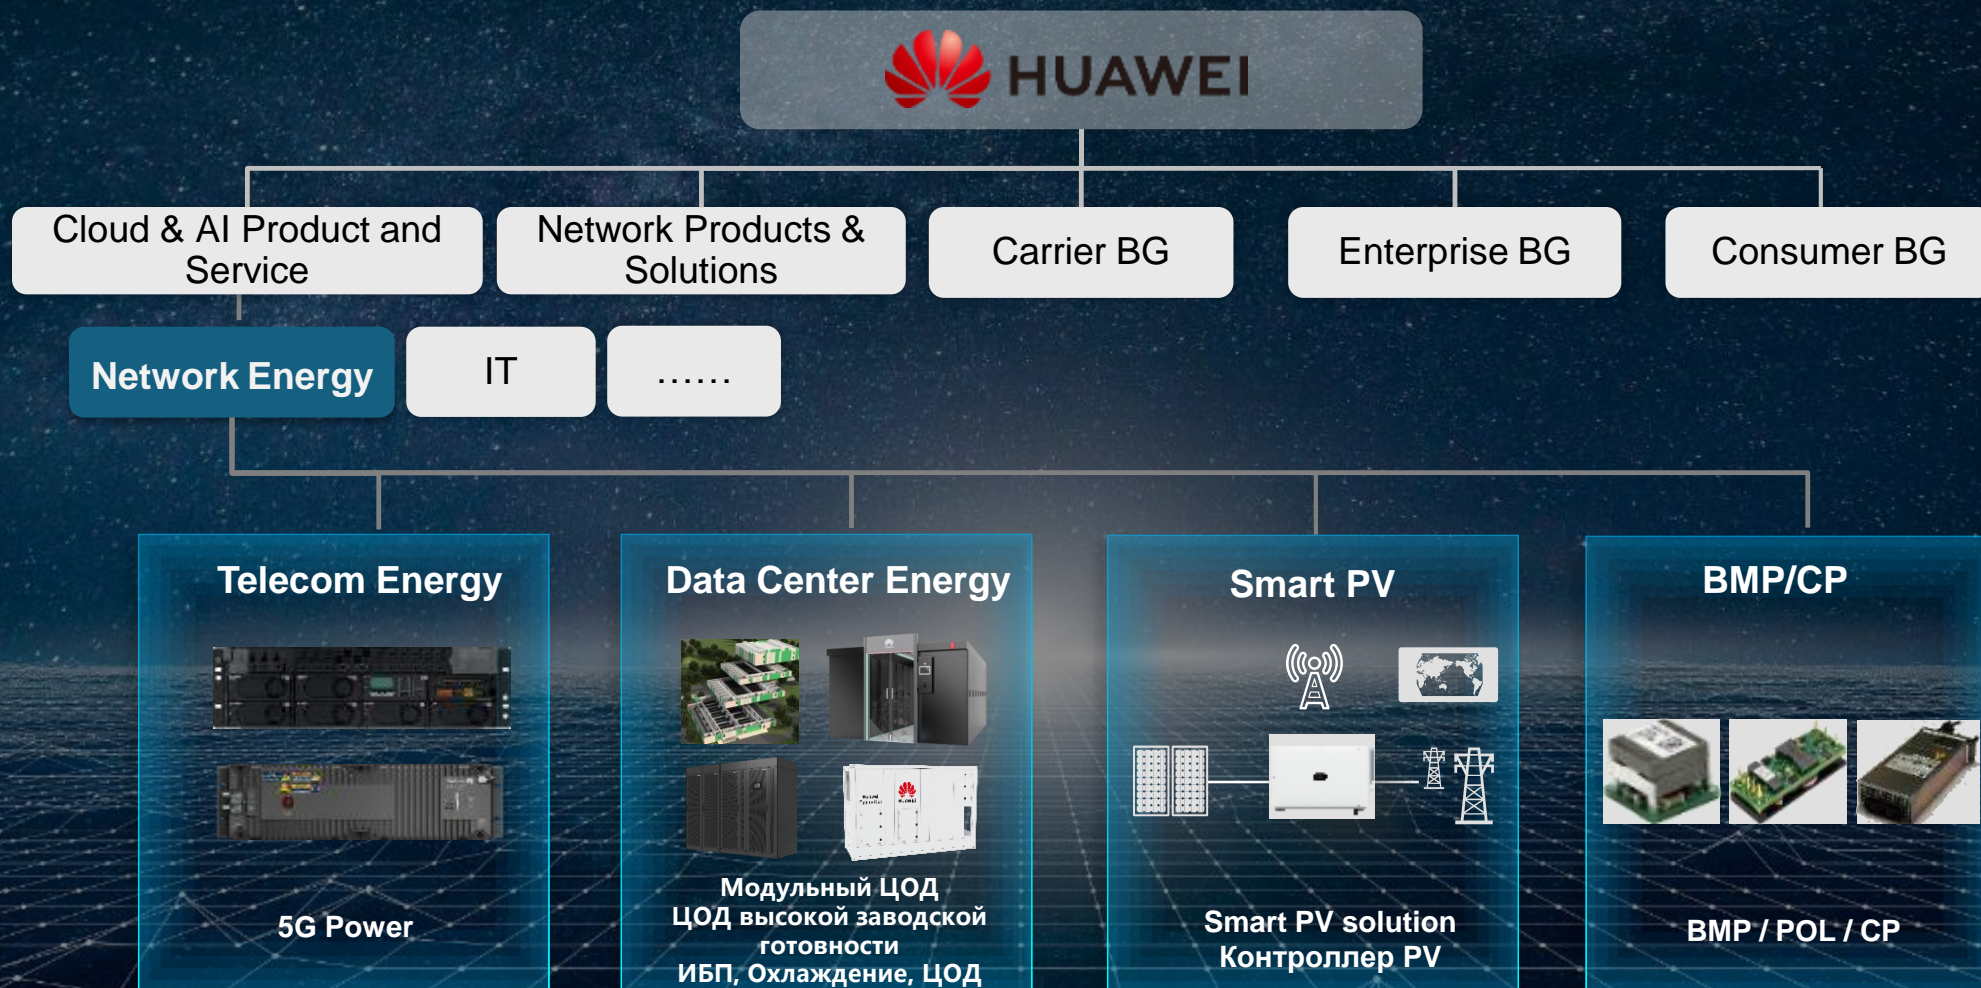 HUAWEI
Cloud & AI Product and
Service
Network Products &
Solutions
Carrier BG
Enterprise BG
Consumer BG
Network Energy
IT
......
Telecom Energy
5G Power
Data Center Energy
HUAWEI
Модульный ЦОД
ЦОД высокой заводской
готовности
ИБП, Охлаждение, ЦОД
Smart PV
Smart PV solution
Контроллер PV
BMP/CP
BMP / POL / CP